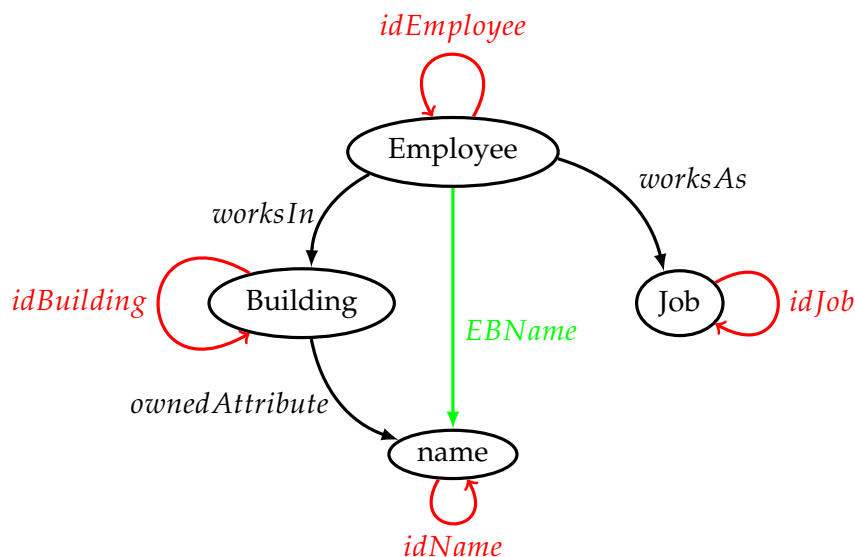 idEmployee
Employee
worksAs
worksIn
idBuilding
Building
Job
idJob
EBName
ownedAttribute
name
idName